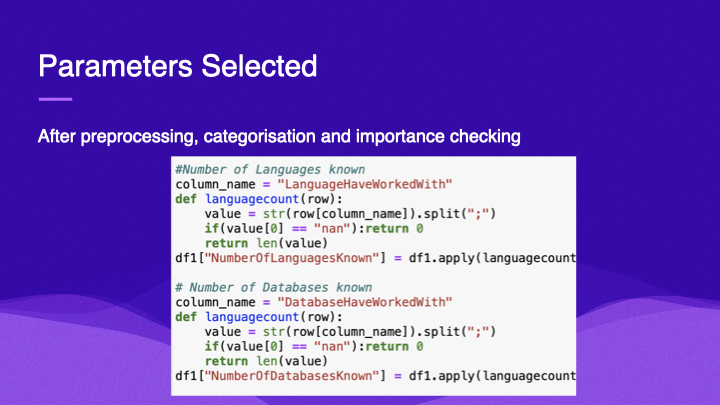 Parameters Selected
After preprocessing, categorisation and importance checking
#Number of Languages known
column_name = "LanguageHaveWorkedWith"
def languagecount(row):
    value = str(row[column_name]).split(";")
    if(value[0] == "nan"):return 0
    return len(value)
df1["NumberOfLanguagesKnown"] = df1.apply(languagecount
# Number of Databases known
column_name = "DatabaseHaveWorkedWith"
def languagecount(row):
    value = str(row[column_name]).split(";")
    if(value[0] == "nan"):return 0
    return len(value)
df1["NumberOfDatabasesKnown"] = df1.apply(languagecount